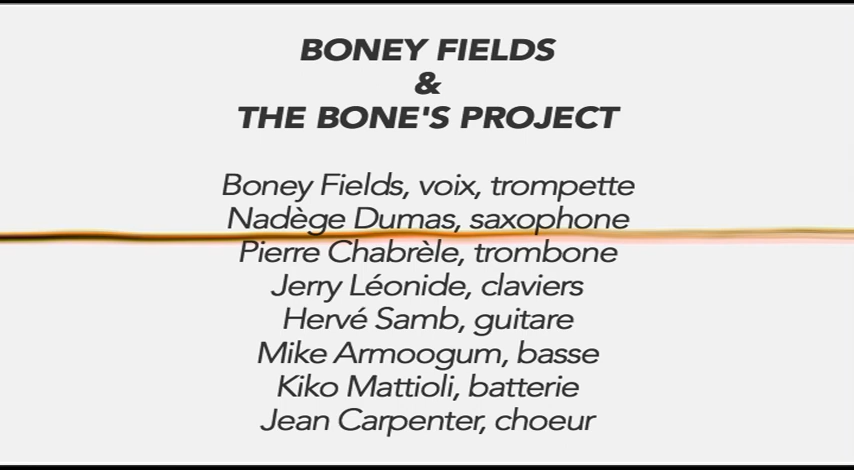 BONEY FIELDS
&
THE BONE'S PROJECT
Boney Fields, voix, trompette
Nadège Dumas, saxophone
Pierre Chabrèle, trombone
Jerry Léonide, claviers
Hervé Samb, guitare
Mike Armoogum, basse
Kiko Mattioli, batterie
Jean Carpenter, choeur